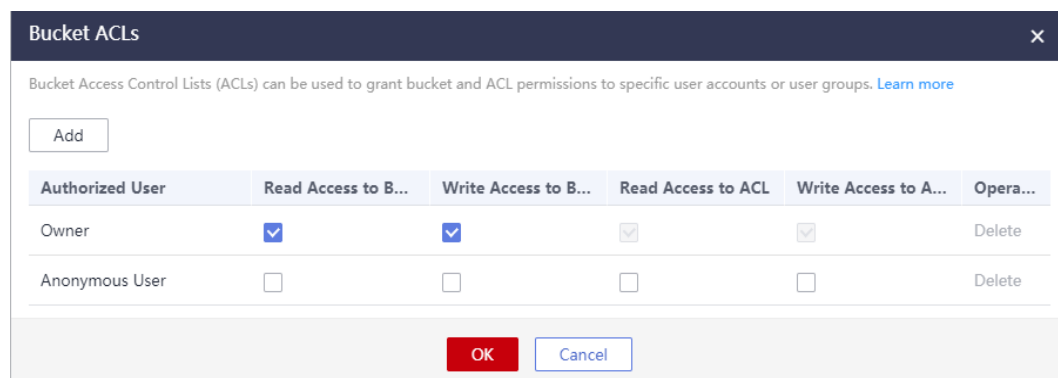 Bucket ACLs
Bucket Access Control Lists (ACLs) can be used to grant bucket and ACL permissions to specific user accounts or user groups. Learn more
Add
Authorized User Read Access to B... Write Access to B... Read Access to ACL Write Access to A... Opera...
Owner Delete
Anonymous User Delete
OK Cancel